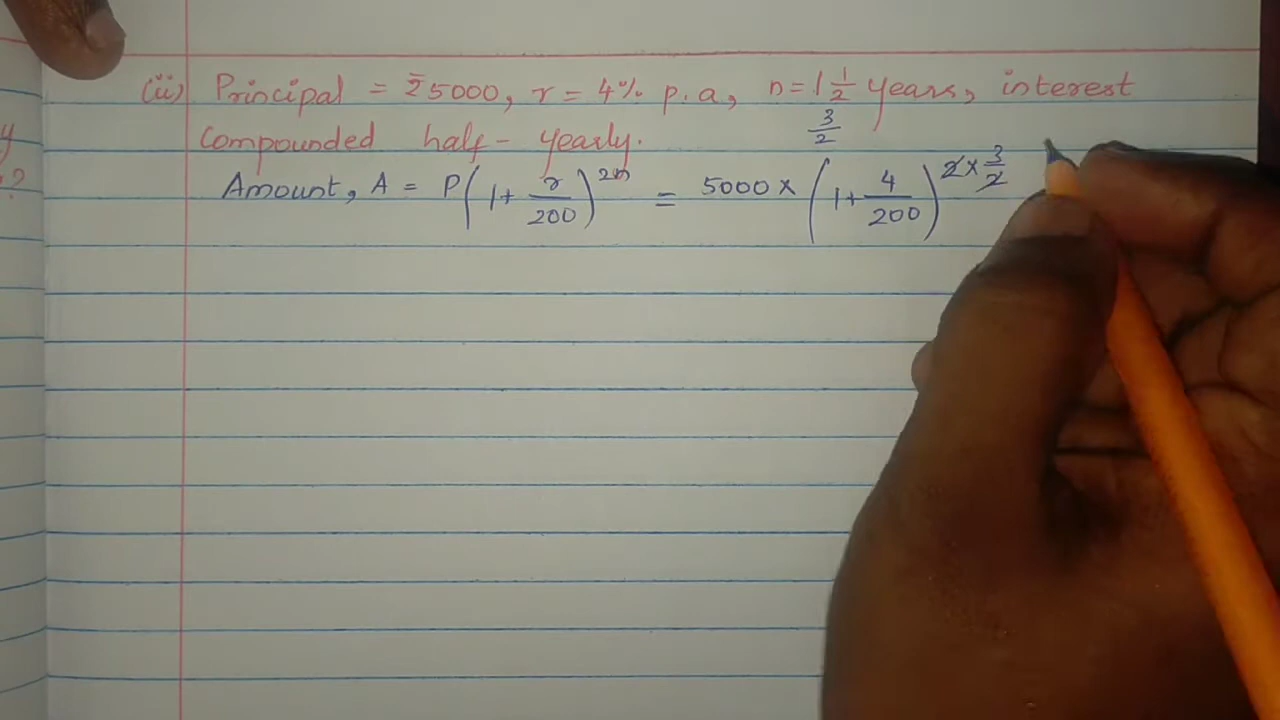 (ii) Principal = ₹5000, r = 4% p.a, n = 1 1/2 years, interest
3/2
compounded half-yearly.
Amount, A = P(1 + r/200)^2n = 5000 × (1 + 4/200)^2×3/2
y
?